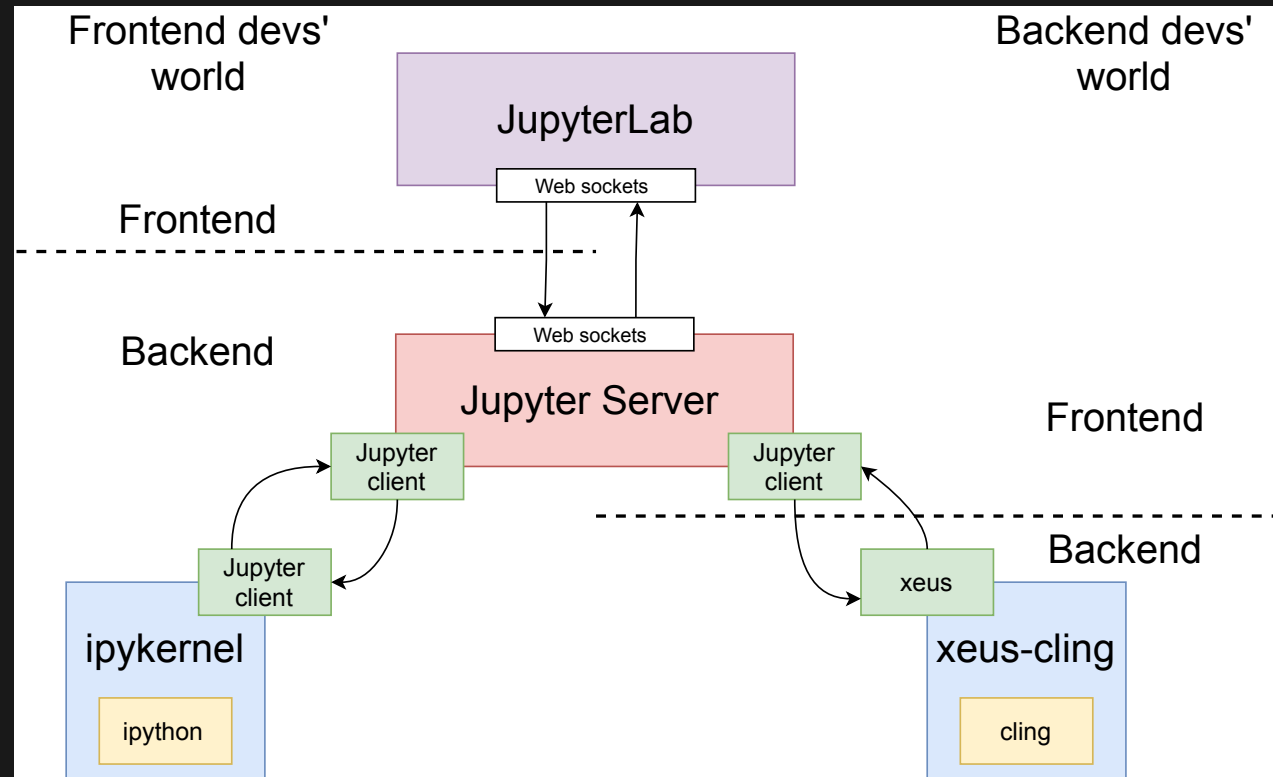 Frontend devs'
world
Backend devs'
world
JupyterLab
Web sockets
Frontend
Web sockets
Backend
Jupyter Server
Frontend
Jupyter
client
Jupyter
client
Backend
Jupyter
client
xeus
ipykernel
xeus-cling
ipython
cling